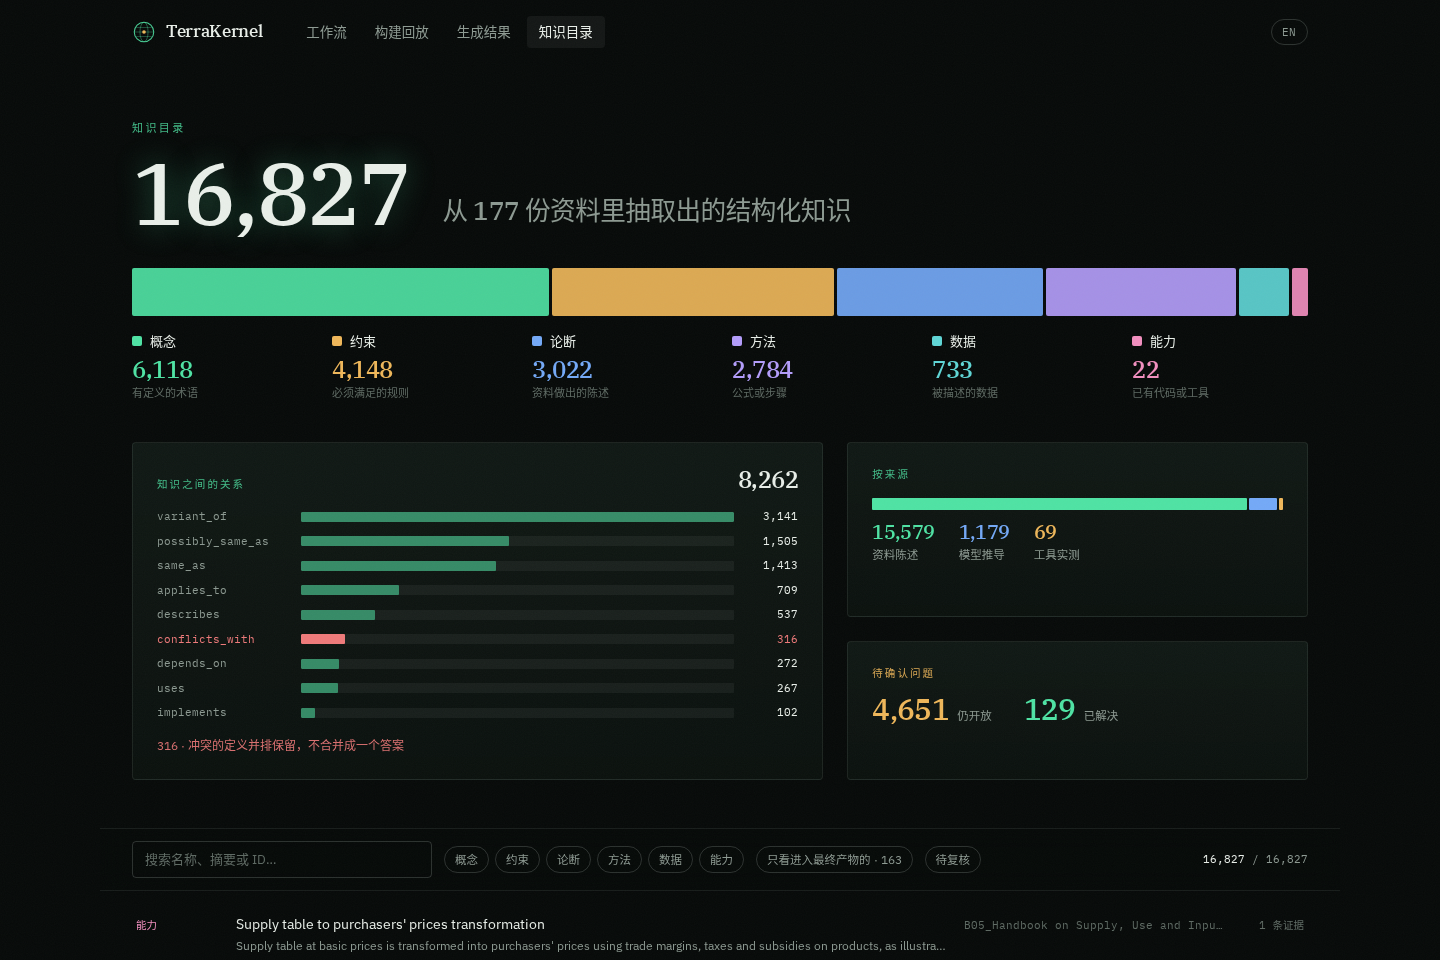 TerraKernel 工作流 构建回放 生成结果 知识目录 EN
知识目录
16,827 从 177 份资料里抽取出的结构化知识
概念 约束 论断 方法 数据 能力
6,118 4,148 3,022 2,784 733 22
有定义的术语 必须满足的规则 资料做出的陈述 公式或步骤 被描述的数据 已有代码或工具
知识之间的关系 8,262
variant_of 3,141
possibly_same_as 1,505
same_as 1,413
applies_to 709
describes 537
conflicts_with 316
depends_on 272
uses 267
implements 102
316 · 冲突的定义并排保留，不合并成一个答案
按来源
15,579 1,179 69
资料陈述 模型推导 工具实测
待确认问题
4,651 仍开放 129 已解决
搜索名称、摘要或 ID... 概念 约束 论断 方法 数据 能力 只看进入最终产物的 · 163 待复核 16,827 / 16,827
能力 Supply table to purchasers' prices transformation B05_Handbook on Supply, Use and Inpu… 1 条证据
Supply table at basic prices is transformed into purchasers' prices using trade margins, taxes and subsidies on products, as illustra…